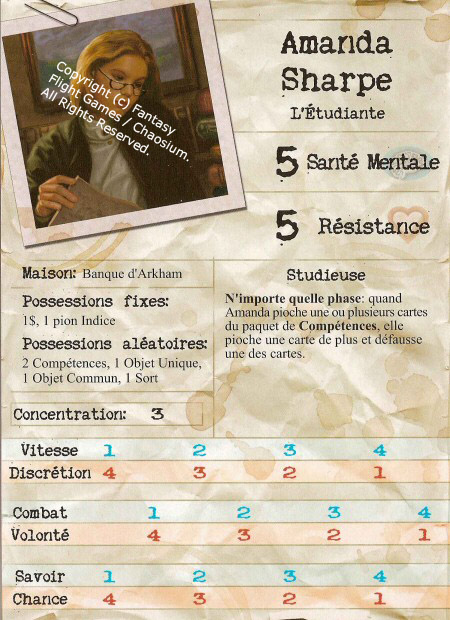 Copyright (c) Fantasy
Flight Games / Chaosium.
All Rights Reserved.
Amanda
Sharpe
L'Étudiante
5 Santé Mentale
5 Résistance
Maison: Banque d'Arkham
Possessions fixes:
1$, 1 pion Indice
Possessions aléatoires:
2 Compétences, 1 Objet Unique,
1 Objet Commun, 1 Sort
Concentration: 3
Studieuse
N'importe quelle phase: quand
Amanda pioche une ou plusieurs cartes
du paquet de Compétences, elle
pioche une carte de plus et défausse
une des cartes.
Vitesse 1 2 3 4
Discrétion 4 3 2 1
Combat 1 2 3 4
Volonté 4 3 2 1
Savoir 1 2 3 4
Chance 4 3 2 1